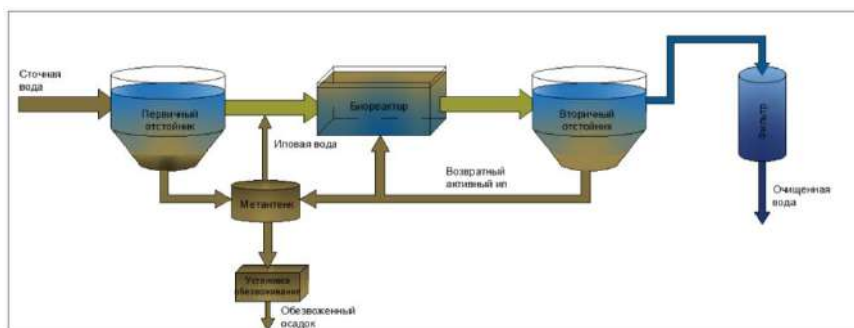 Сточная
вода
Первичный
отстойник
Биореактор
Вторичный
отстойник
Фильтр
Иловая вода
Возвратный
активный ил
Метантенк
Очищенная
вода
Установка
обезвоживания
Обезвоженный
осадок